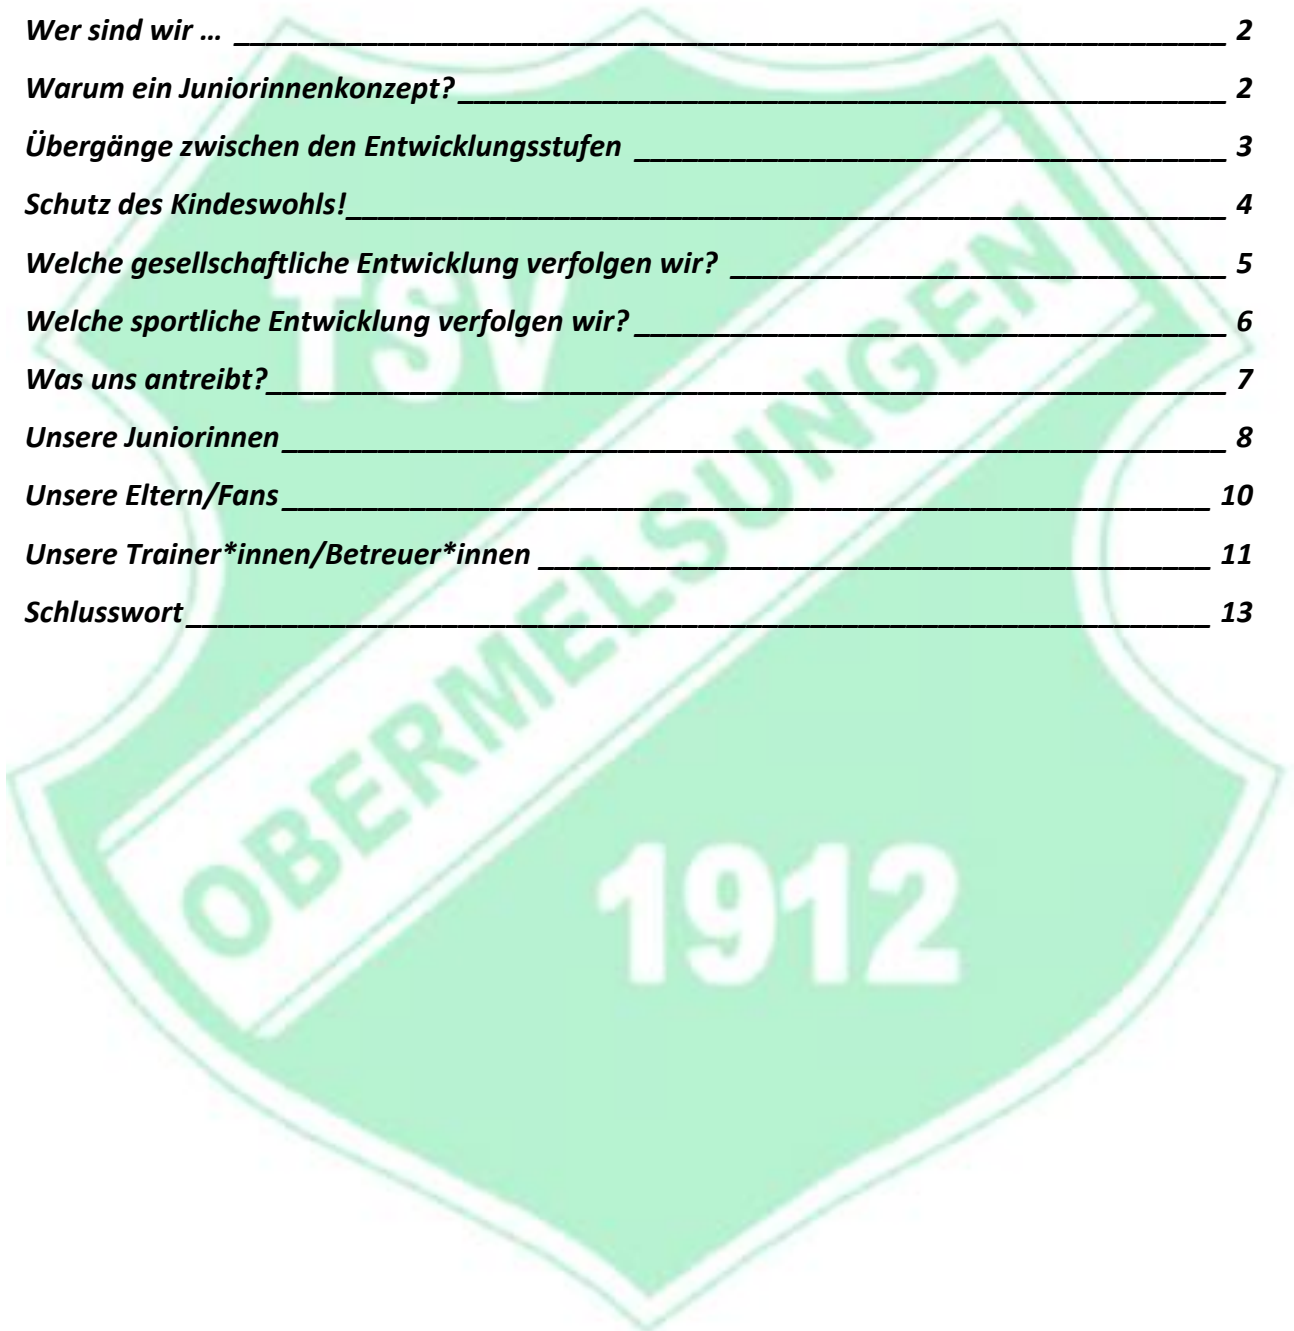 Wer sind wir … 2
Warum ein Juniorinnenkonzept? 2
Übergänge zwischen den Entwicklungsstufen 3
Schutz des Kindeswohls! 4
Welche gesellschaftliche Entwicklung verfolgen wir? 5
Welche sportliche Entwicklung verfolgen wir? 6
Was uns antreibt? 7
Unsere Juniorinnen 8
Unsere Eltern/Fans 10
Unsere Trainer*innen/Betreuer*innen 11
Schlusswort 13
TSV
OBERMELSUNGEN
1912